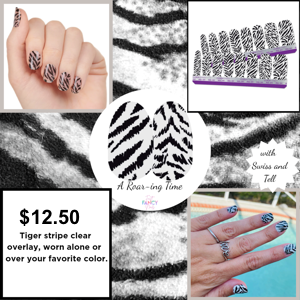 with
Swiss and
Tell
A Roar-ing Time
FANCY
$12.50
Tiger stripe clear
overlay, worn alone or
over your favorite color.